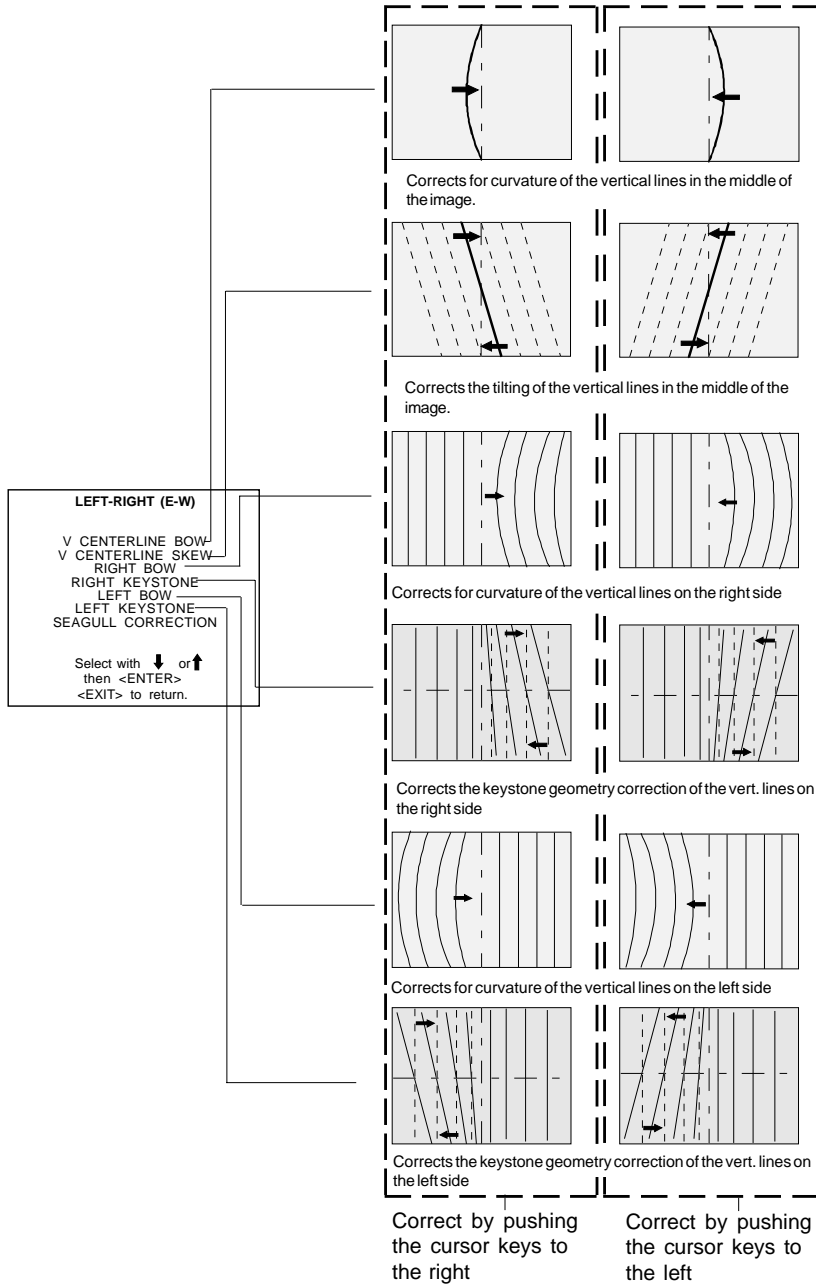 Corrects for curvature of the vertical lines in the middle of
the image.
Corrects the tilting of the vertical lines in the middle of the
image.
LEFT-RIGHT (E-W)
V CENTERLINE BOW
V CENTERLINE SKEW
RIGHT BOW
RIGHT KEYSTONE
LEFT BOW
LEFT KEYSTONE
SEAGULL CORRECTION
Select with or
then <ENTER>
<EXIT> to return.
Corrects for curvature of the vertical lines on the right side
Corrects the keystone geometry correction of the vert. lines on
the right side
Corrects for curvature of the vertical lines on the left side
Corrects the keystone geometry correction of the vert. lines on
the left side
Correct by pushing
the cursor keys to
the right
Correct by pushing
the cursor keys to
the left